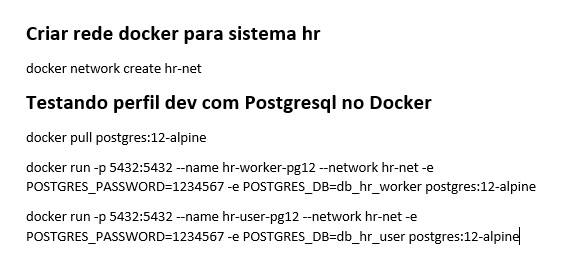 Criar rede docker para sistema hr
docker network create hr-net
Testando perfil dev com Postgresql no Docker
docker pull postgres:12-alpine
docker run -p 5432:5432 --name hr-worker-pg12 --network hr-net -e
POSTGRES_PASSWORD=1234567 -e POSTGRES_DB=db_hr_worker postgres:12-alpine
docker run -p 5432:5432 --name hr-user-pg12 --network hr-net -e
POSTGRES_PASSWORD=1234567 -e POSTGRES_DB=db_hr_user postgres:12-alpine